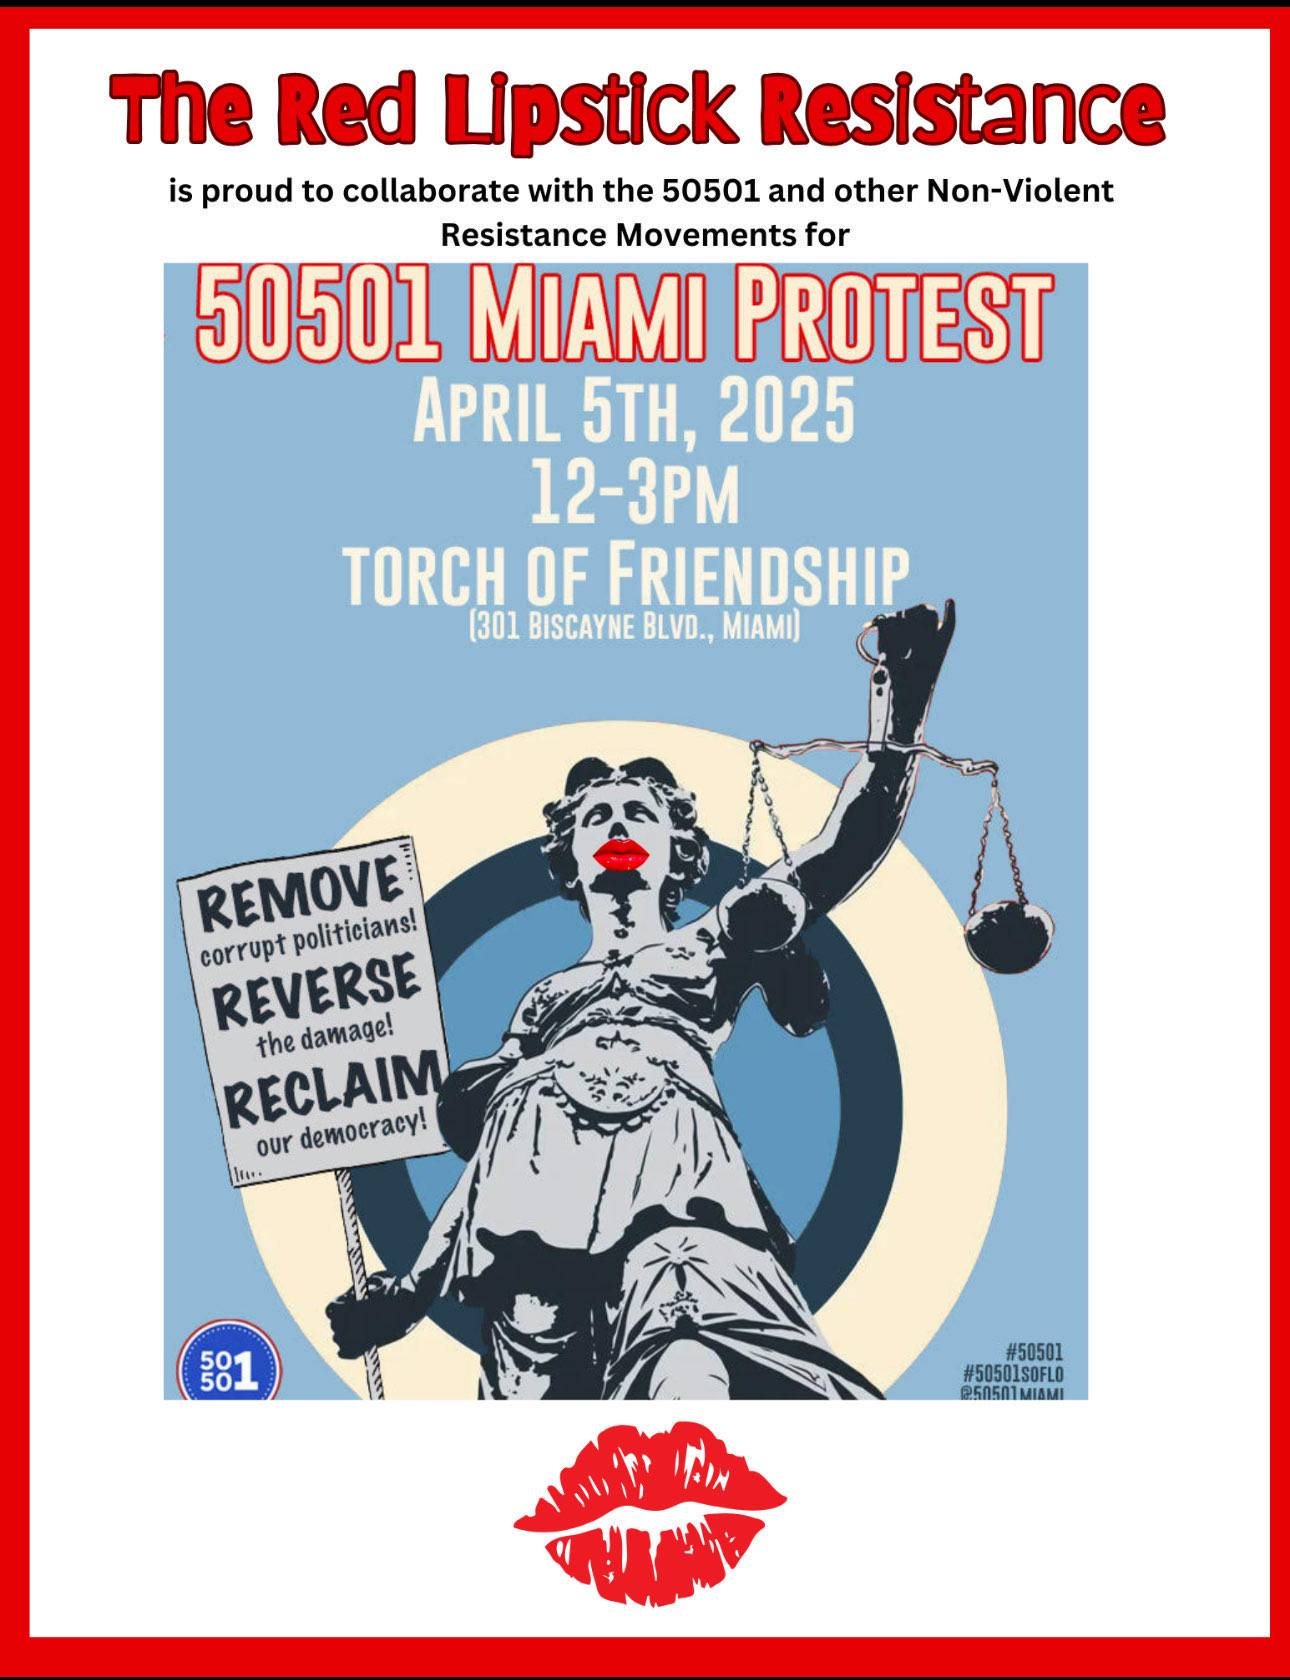 The Red Lipstick Resistance
is proud to collaborate with the 50501 and other Non-Violent
Resistance Movements for
50501 Miami Protest
April 5th, 2025
12-3pm
torch of Friendship
(301 Biscayne Blvd., Miami)
REMOVE
corrupt politicians!
REVERSE
the damage!
RECLAIM
our democracy!
50
501
#50501
#50501SOFLO
@50501MIAMI